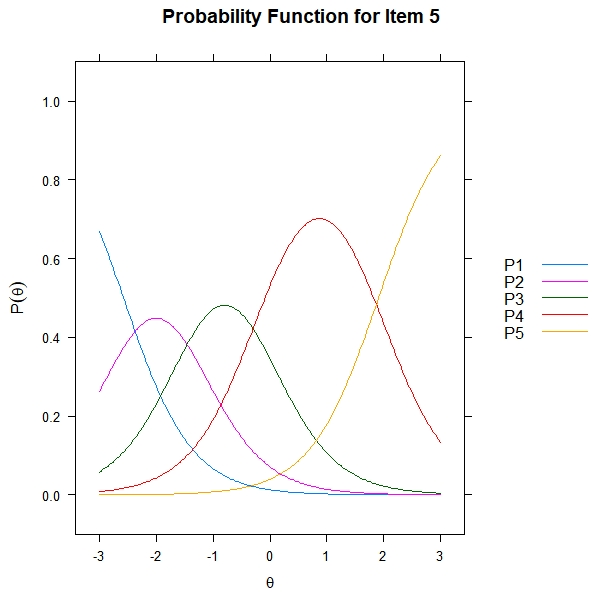 Probability Function for Item 5
P(θ)
1.0
0.8
0.6
0.4
0.2
0.0
-3 -2 -1 0 1 2 3
θ
P1
P2
P3
P4
P5